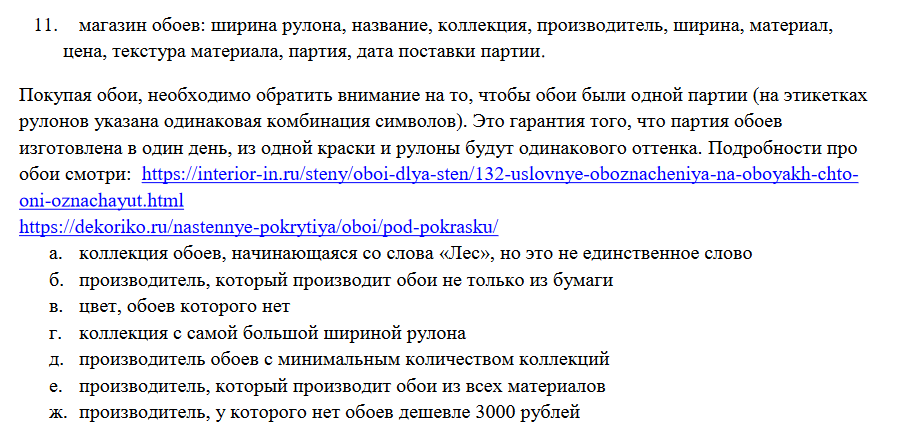 11. магазин обоев: ширина рулона, название, коллекция, производитель, ширина, материал,
цена, текстура материала, партия, дата поставки партии.
Покупая обои, необходимо обратить внимание на то, чтобы обои были одной партии (на этикетках
рулонов указана одинаковая комбинация символов). Это гарантия того, что партия обоев
изготовлена в один день, из одной краски и рулоны будут одинакового оттенка. Подробности про
обои смотри: https://interior-in.ru/steny/oboi-dlya-sten/132-uslovnye-oboznacheniya-na-oboyakh-chto-
oni-oznachayut.html
https://dekoriko.ru/nastennye-pokrytiya/oboi/pod-pokrasku/
а. коллекция обоев, начинающаяся со слова «Лес», но это не единственное слово
б. производитель, который производит обои не только из бумаги
в. цвет, обоев которого нет
г. коллекция с самой большой шириной рулона
д. производитель обоев с минимальным количеством коллекций
е. производитель, который производит обои из всех материалов
ж. производитель, у которого нет обоев дешевле 3000 рублей